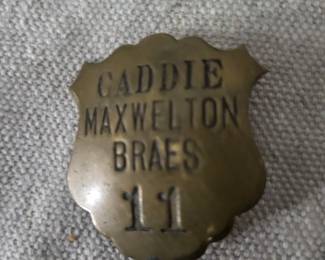 CADDIE
MAXWELTON
BRAES
11